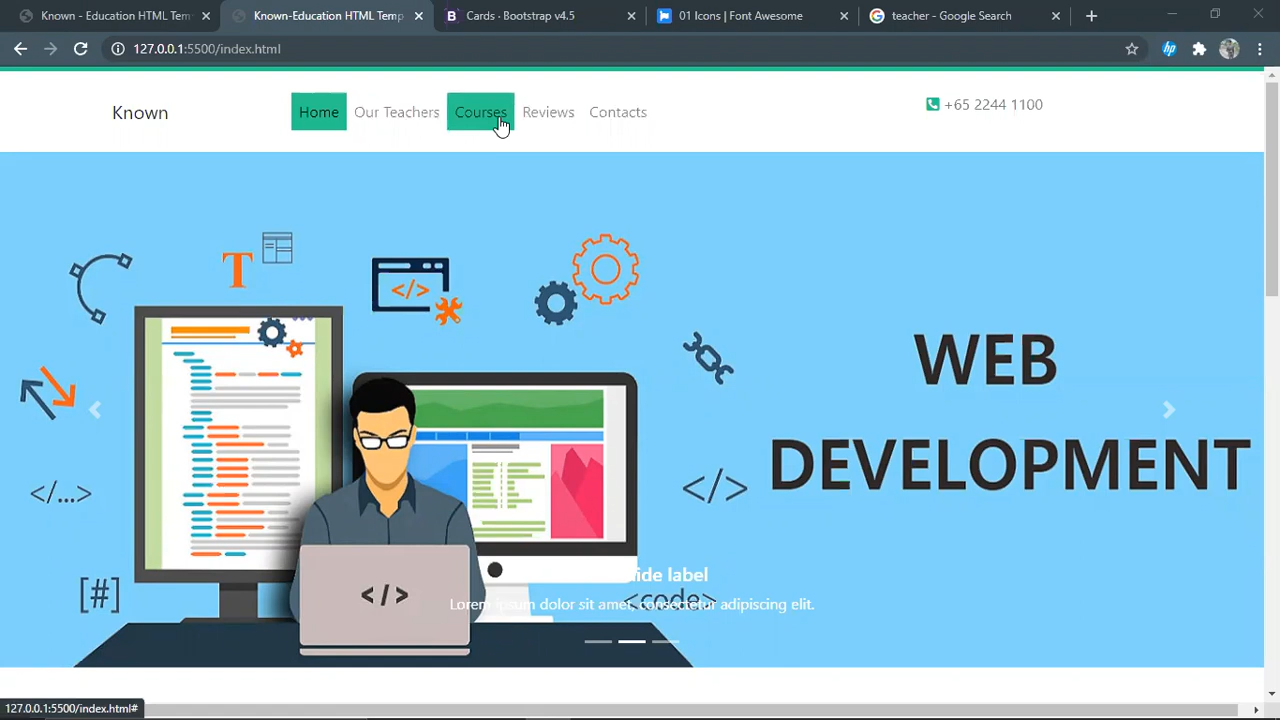 Known - Education HTML Tem
Known-Education HTML Temp
Cards · Bootstrap v4.5
01 Icons | Font Awesome
teacher - Google Search
127.0.0.1:5500/index.html
Known
Home
Our Teachers
Courses
Reviews
Contacts
+65 2244 1100
T
</>
WEB
DEVELOPMENT
</...>
</>
[#]
</>
<code>
ide label
Lorem ipsum dolor sit amet, consectetur adipiscing elit.
127.0.0.1:5500/index.html#